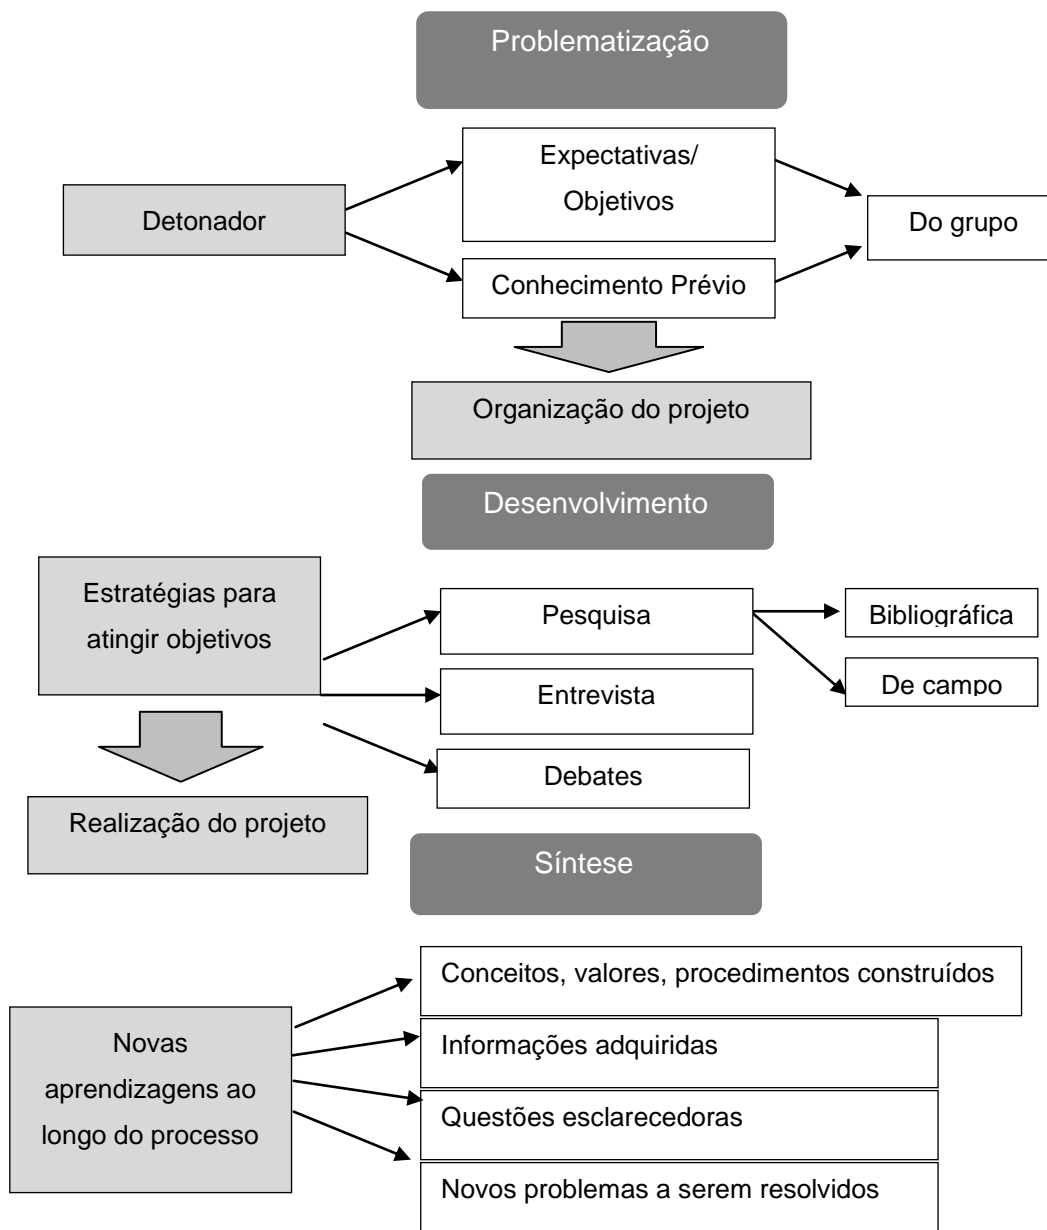 Problematização
Expectativas/
Objetivos
Detonador
Do grupo
Conhecimento Prévio
Organização do projeto
Desenvolvimento
Estratégias para
atingir objetivos
Pesquisa
Bibliográfica
Entrevista
De campo
Debates
Realização do projeto
Síntese
Novas
aprendizagens ao
longo do processo
Conceitos, valores, procedimentos construídos
Informações adquiridas
Questões esclarecedoras
Novos problemas a serem resolvidos